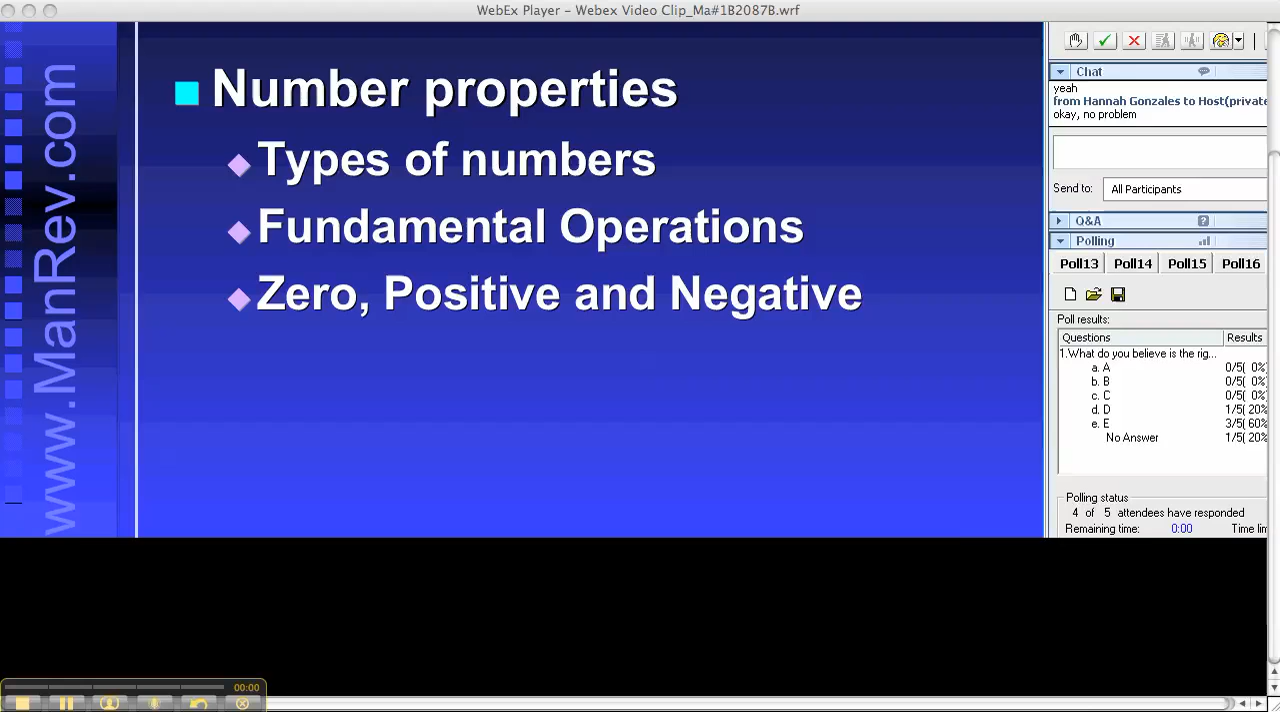 WebEx Player – Webex Video Clip_Ma#1B2087B.wrf
www.ManRev.com
Number properties
Types of numbers
Fundamental Operations
Zero, Positive and Negative
Chat
yeah
from Hannah Gonzales to Host(private
okay, no problem
Send to: All Participants
Q&A
Polling
Poll13 Poll14 Poll15 Poll16
Poll results:
Questions Results
1.What do you believe is the rig...
a. A 0/5( 0%)
b. B 0/5( 0%)
c. C 0/5( 0%)
d. D 1/5( 20%
e. E 3/5( 60%
No Answer 1/5( 20%
Polling status
4 of 5 attendees have responded
Remaining time: 0:00 Time lim
00:00